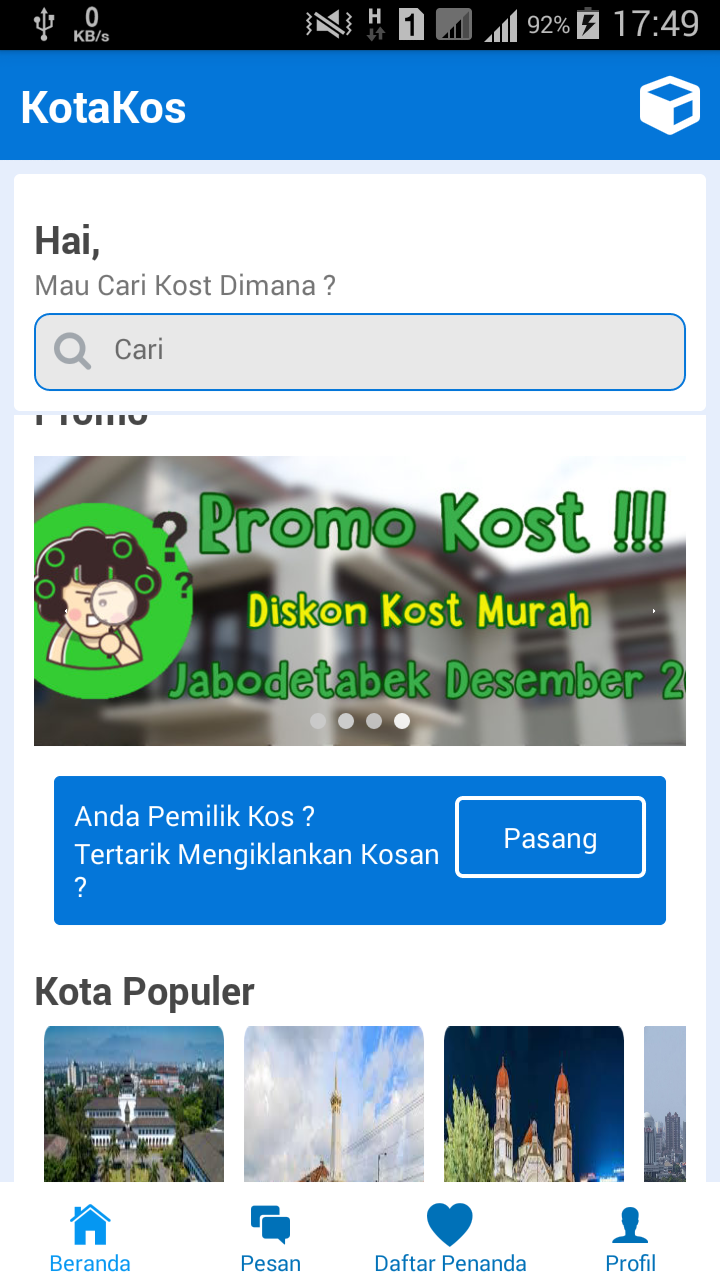 0
KB/s
H
1
92%
17:49
KotaKos
Hai,
Mau Cari Kost Dimana ?
Cari
Promo
?
Promo Kost !!!
?
Diskon Kost Murah
Jabodetabek Desember 2
Anda Pemilik Kos ?
Tertarik Mengiklankan Kosan
?
Pasang
Kota Populer
Beranda
Pesan
Daftar Penanda
Profil